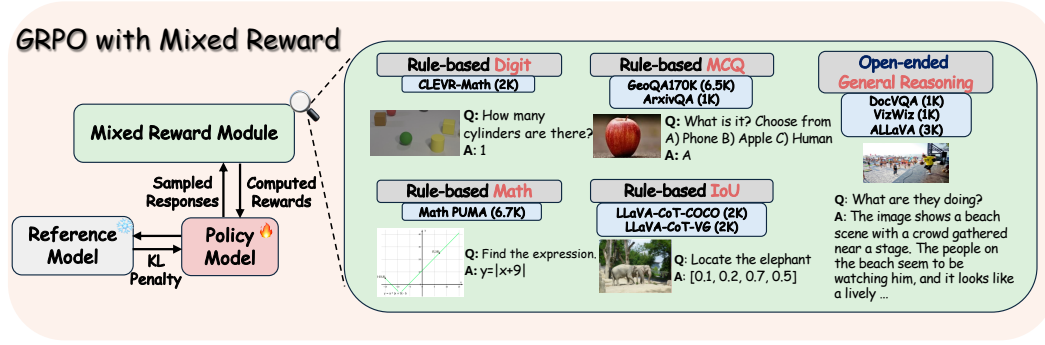 GRPO with Mixed Reward
Mixed Reward Module
Sampled
Responses
Computed
Rewards
Reference
Model
KL
Penalty
Policy
Model
Rule-based Digit
CLEVR-Math (2K)
Q: How many
cylinders are there?
A: 1
Rule-based MCQ
GeoQA170K (6.5K)
ArxivQA (1K)
Q: What is it? Choose from
A) Phone B) Apple C) Human
A: A
Open-ended
General Reasoning
DocVQA (1K)
VizWiz (1K)
ALLaVA (3K)
Q: What are they doing?
A: The image shows a beach
scene with a crowd gathered
near a stage. The people on
the beach seem to be
watching him, and it looks like
a lively ...
Rule-based Math
Math PUMA (6.7K)
Q: Find the expression.
A: y=|x+9|
Rule-based IoU
LLaVA-CoT-COCO (2K)
LLaVA-CoT-VG (2K)
Q: Locate the elephant
A: [0.1, 0.2, 0.7, 0.5]